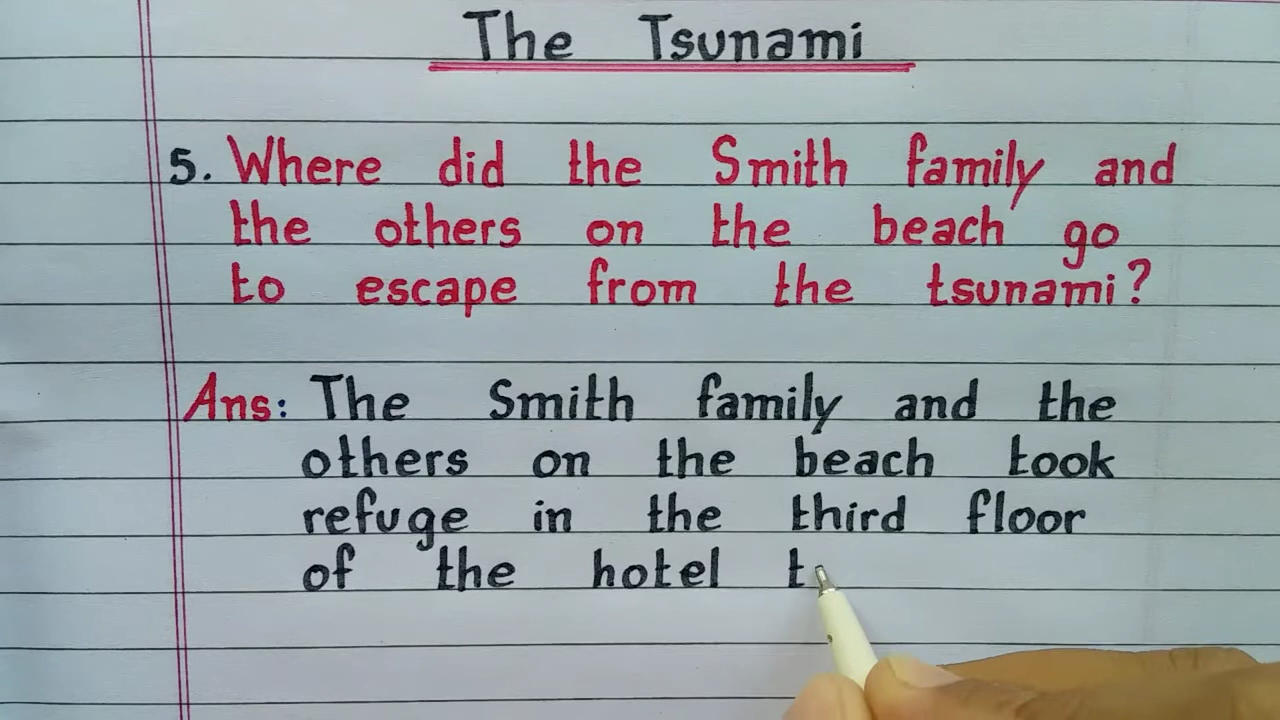 The Tsunami
5. Where did the Smith family and
the others on the beach go
to escape from the tsunami?
Ans: The Smith family and the
others on the beach took
refuge in the third floor
of the hotel t